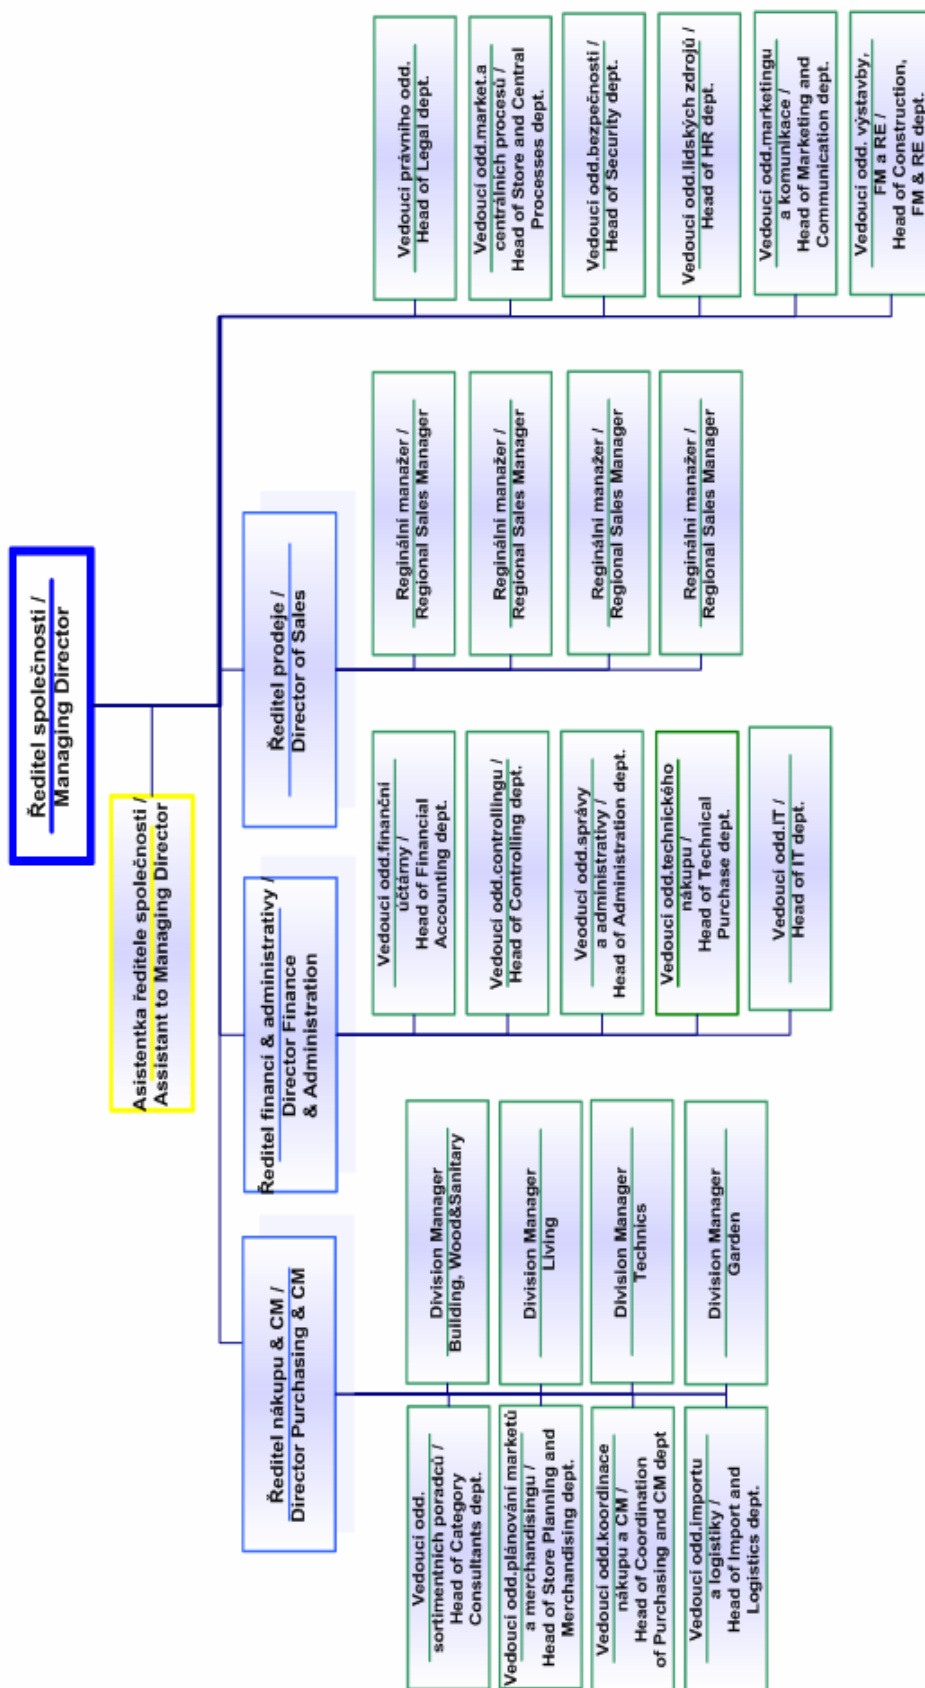 Ředitel společnosti /
Managing Director
Asistentka ředitele společnosti /
Assistant to Managing Director
Ředitel nákupu & CM /
Director Purchasing & CM
Ředitel financí & administrativy /
Director Finance
& Administration
Ředitel prodeje /
Director of Sales
Vedoucí odd.
sortimentních poradců /
Head of Category
Consultants dept.
Vedoucí odd.plánování marketů
a merchandisingu /
Head of Store Planning and
Merchandising dept.
Vedoucí odd.koordinace
nákupu a CM /
Head of Coordination
of Purchasing and CM dept
Vedoucí odd.importu
a logistiky /
Head of Import and
Logistics dept.
Division Manager
Building, Wood&Sanitary
Division Manager
Living
Division Manager
Technics
Division Manager
Garden
Vedoucí odd.finanční
účtárny /
Head of Financial
Accounting dept.
Vedoucí odd.controllingu /
Head of Controlling dept.
Veoducí odd.správy
a administrativy /
Head of Administration dept.
Vedoucí odd.technického
nákupu /
Head of Technical
Purchase dept.
Vedoucí odd.IT /
Head of IT dept.
Reginální manažer /
Regional Sales Manager
Reginální manažer /
Regional Sales Manager
Reginální manažer /
Regional Sales Manager
Reginální manažer /
Regional Sales Manager
Vedoucí právního odd.
Head of Legal dept.
Vedoucí odd.market.a
centrálních procesů /
Head of Store and Central
Processes dept.
Vedoucí odd.bezpečnosti /
Head of Security dept.
Vedoucí odd.lidských zdrojů /
Head of HR dept.
Vedoucí odd.marketingu
a komunikace /
Head of Marketing and
Communication dept.
Vedoucí odd. výstavby,
FM a RE /
Head of Construction,
FM & RE dept.